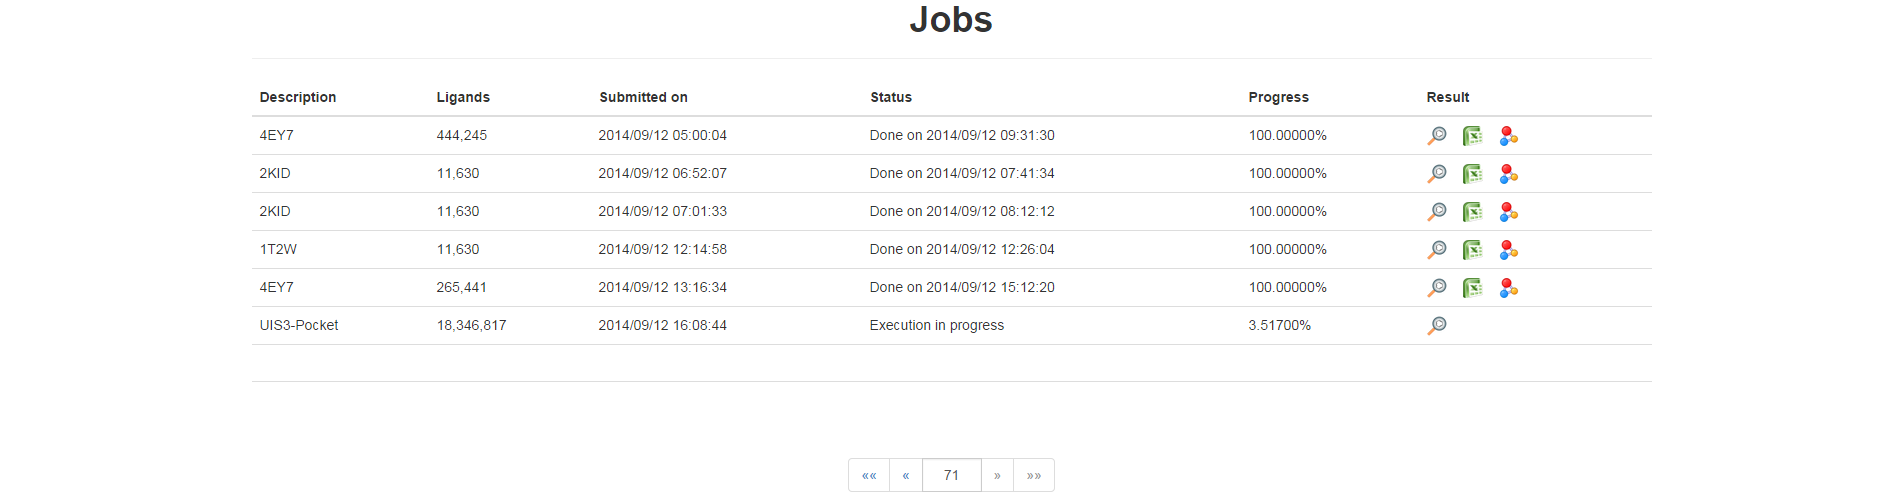 Jobs
Description Ligands Submitted on Status Progress Result
4EY7 444,245 2014/09/12 05:00:04 Done on 2014/09/12 09:31:30 100.00000%
2KID 11,630 2014/09/12 06:52:07 Done on 2014/09/12 07:41:34 100.00000%
2KID 11,630 2014/09/12 07:01:33 Done on 2014/09/12 08:12:12 100.00000%
1T2W 11,630 2014/09/12 12:14:58 Done on 2014/09/12 12:26:04 100.00000%
4EY7 265,441 2014/09/12 13:16:34 Done on 2014/09/12 15:12:20 100.00000%
UIS3-Pocket 18,346,817 2014/09/12 16:08:44 Execution in progress 3.51700%
«« « 71 » »»